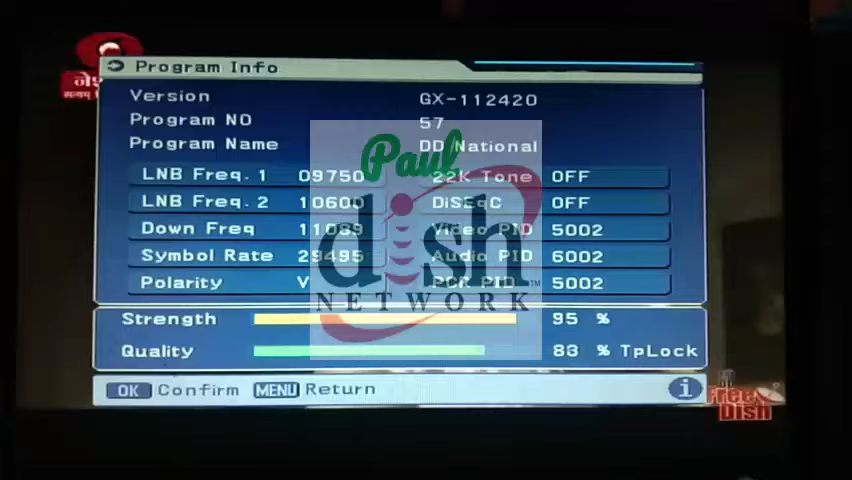 Program Info
Version GX-112420
Program NO 57
Program Name DD National
LNB Freq. 1 09750 22K Tone OFF
LNB Freq. 2 10600 DiSEqC OFF
Down Freq 11089 Video PID 5002
Symbol Rate 29495 Audio PID 6002
Polarity V PCR PID 5002
Paul
dish
NETWORK
Strength 95 %
Quality 83 % TpLock
OK Confirm MENU Return
Free
Dish